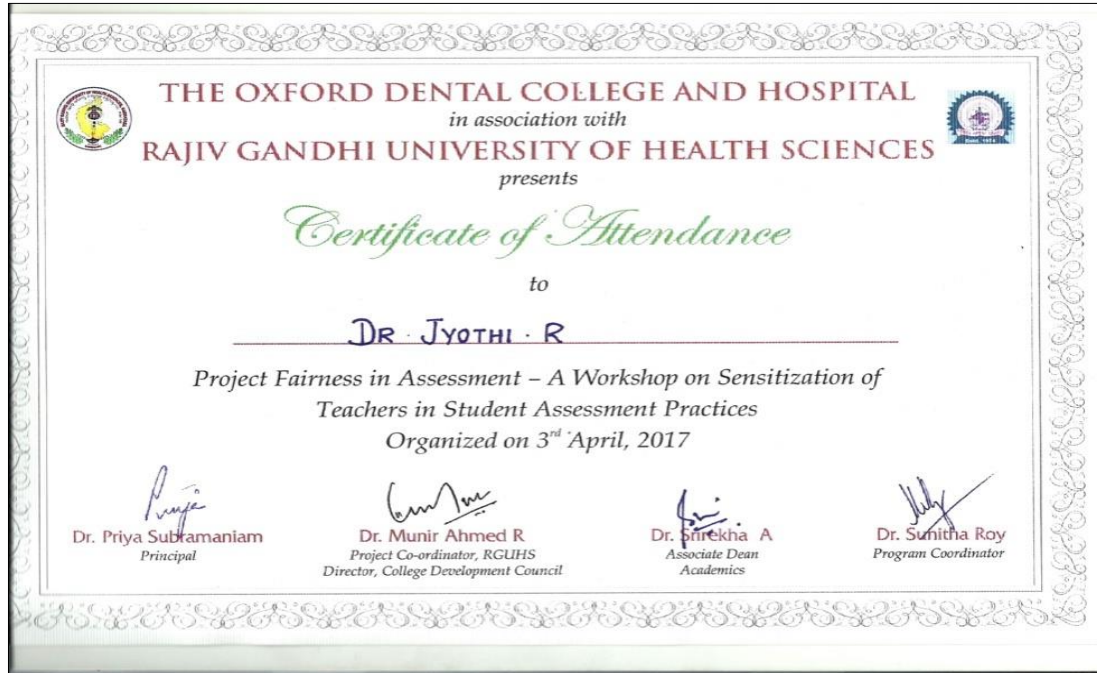 THE OXFORD DENTAL COLLEGE AND HOSPITAL
in association with
RAJIV GANDHI UNIVERSITY OF HEALTH SCIENCES
presents
Certificate of Attendance
to
DR. JYOTHI. R
Project Fairness in Assessment – A Workshop on Sensitization of
Teachers in Student Assessment Practices
Organized on 3rd April, 2017
Dr. Priya Subramaniam
Principal
Dr. Munir Ahmed R
Project Co-ordinator, RGUHS
Director, College Development Council
Dr. Srirekha A
Associate Dean
Academics
Dr. Sunitha Roy
Program Coordinator